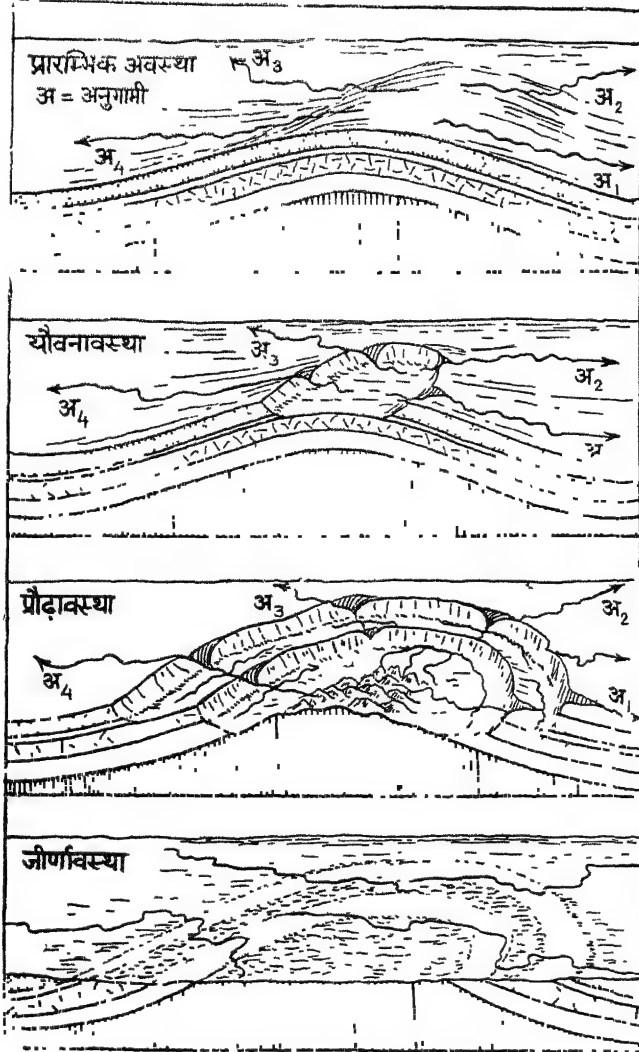 प्रारम्भिक अवस्था
अ = अनुगामी
अ₃
अ₂
अ₄
अ₁
यौवनावस्था
अ₃
अ₂
अ₄
अ
प्रौढ़ावस्था
अ₃
अ₂
अ₄
अ₁
जीर्णावस्था